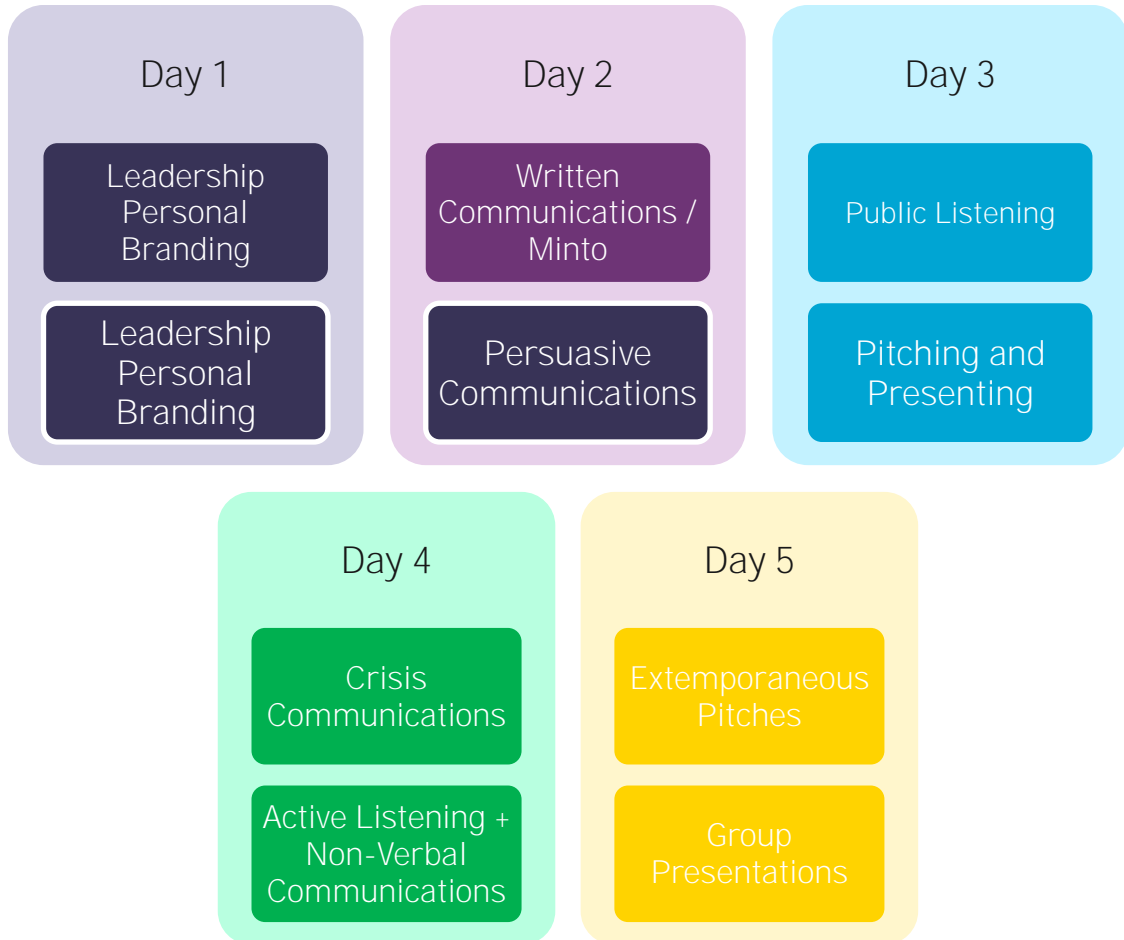 Day 1
Leadership
Personal
Branding
Leadership
Personal
Branding
Day 2
Written
Communications /
Minto
Persuasive
Communications
Day 3
Public Listening
Pitching and
Presenting
Day 4
Crisis
Communications
Active Listening +
Non-Verbal
Communications
Day 5
Extemporaneous
Pitches
Group
Presentations